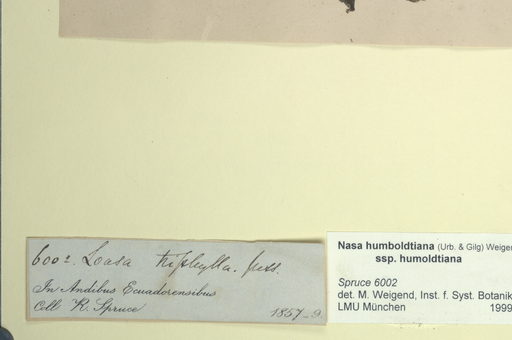 6002. Loasa triphylla. Juss.
In Andibus Ecuadorensibus
Coll. R. Spruce 1857-9.
Nasa humboldtiana (Urb. & Gilg) Weigen
ssp. humoldtiana
Spruce 6002
det. M. Weigend, Inst. f. Syst. Botanik
LMU München 1999